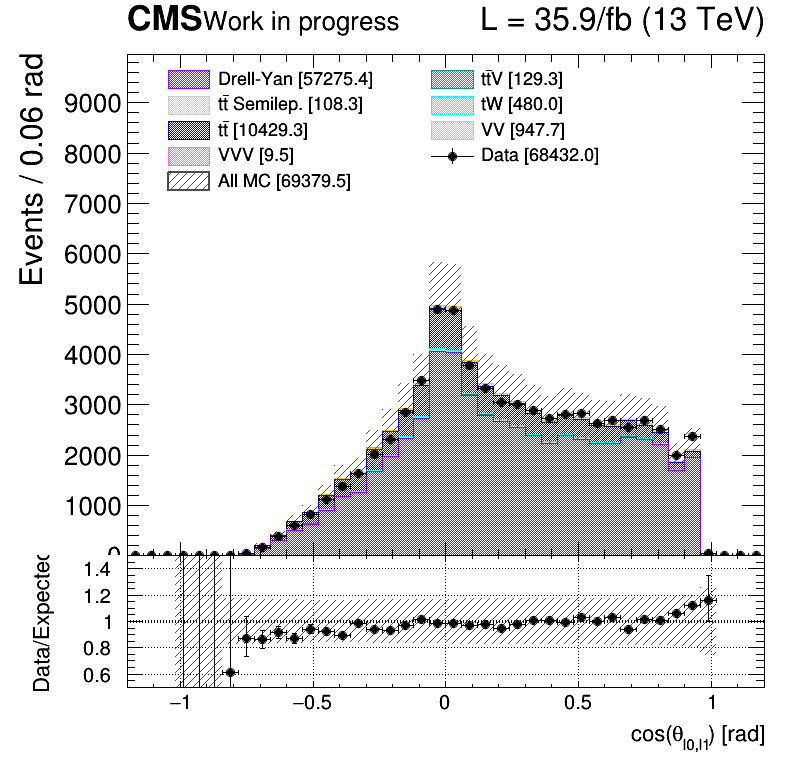 CMS Work in progress L = 35.9/fb (13 TeV)
Events / 0.06 rad
Drell-Yan [57275.4]
tt̄ Semilep. [108.3]
tt̄ [10429.3]
VVV [9.5]
All MC [69379.5]
tt̄V [129.3]
tW [480.0]
VV [947.7]
Data [68432.0]
9000
8000
7000
6000
5000
4000
3000
2000
1000
0
Data/Expected
1.4
1.2
1
0.8
0.6
−1 −0.5 0 0.5 1
cos(θl0,l1) [rad]